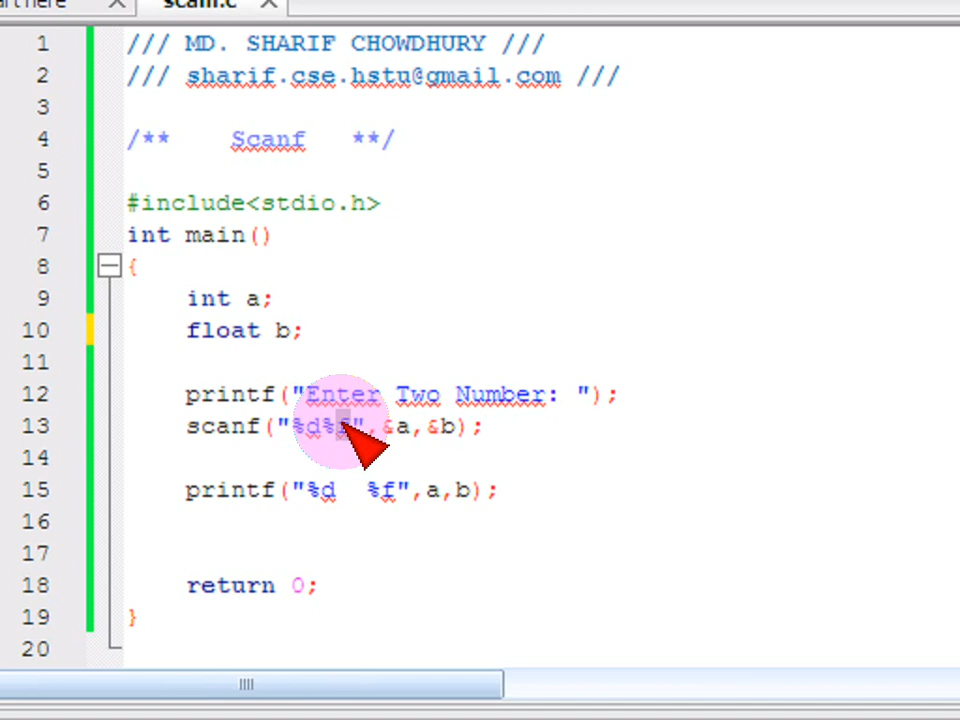 scanf.c
1 /// MD. SHARIF CHOWDHURY ///
2 /// sharif.cse.hstu@gmail.com ///
3
4 /** Scanf **/
5
6 #include<stdio.h>
7 int main()
8 {
9 int a;
10 float b;
11
12 printf("Enter Two Number: ");
13 scanf("%d%f",&a,&b);
14
15 printf("%d  %f",a,b);
16
17
18 return 0;
19 }
20